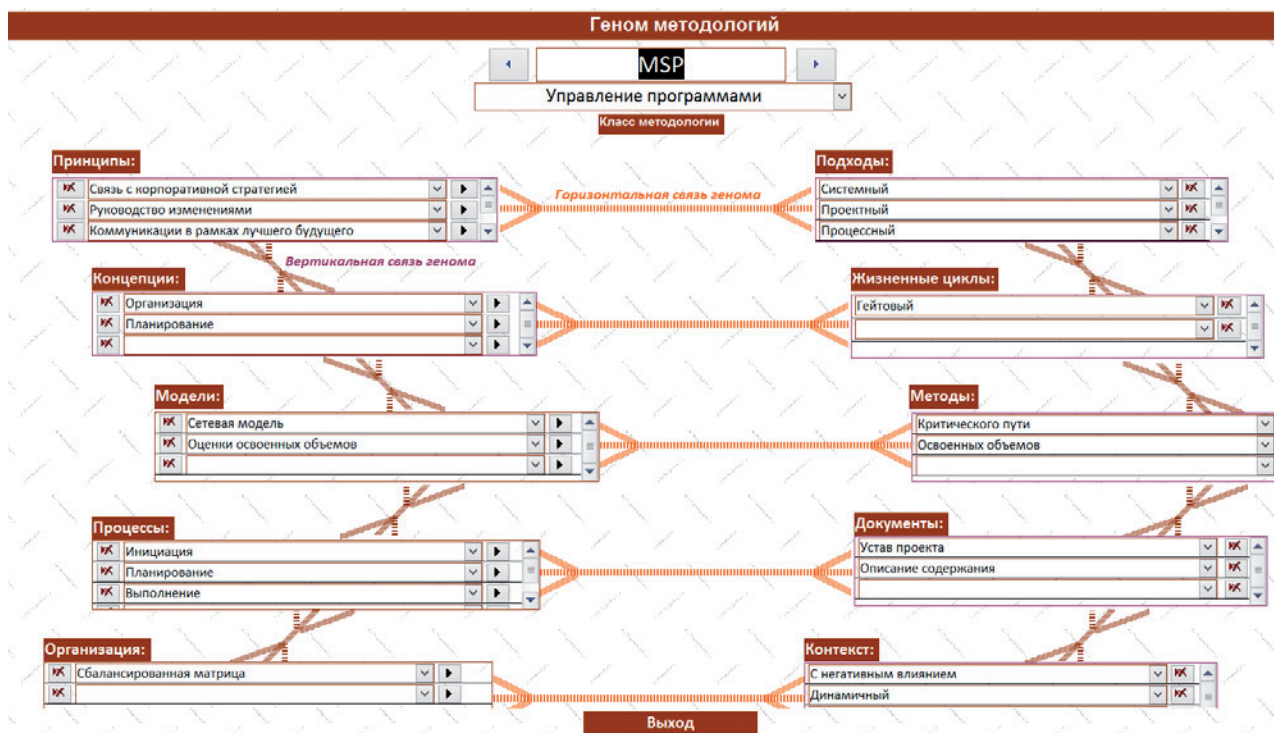 Геном методологий
MSP
Управление программами
Класс методологии
Принципы:
Связь с корпоративной стратегией
Руководство изменениями
Коммуникации в рамках лучшего будущего
Горизонтальная связь генома
Подходы:
Системный
Проектный
Процессный
Вертикальная связь генома
Концепции:
Организация
Планирование
Жизненные циклы:
Гейтовый
Модели:
Сетевая модель
Оценки освоенных объемов
Методы:
Критического пути
Освоенных объемов
Процессы:
Инициация
Планирование
Выполнение
Документы:
Устав проекта
Описание содержания
Организация:
Сбалансированная матрица
Контекст:
С негативным влиянием
Динамичный
Выход